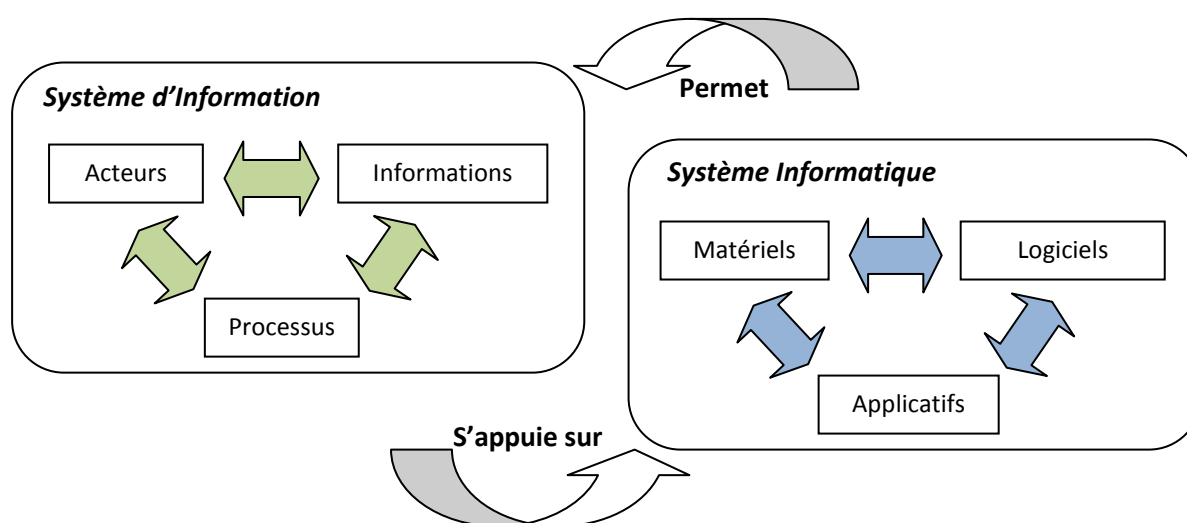 Permet
Système d’Information
Acteurs
Informations
Processus
Système Informatique
Matériels
Logiciels
Applicatifs
S’appuie sur